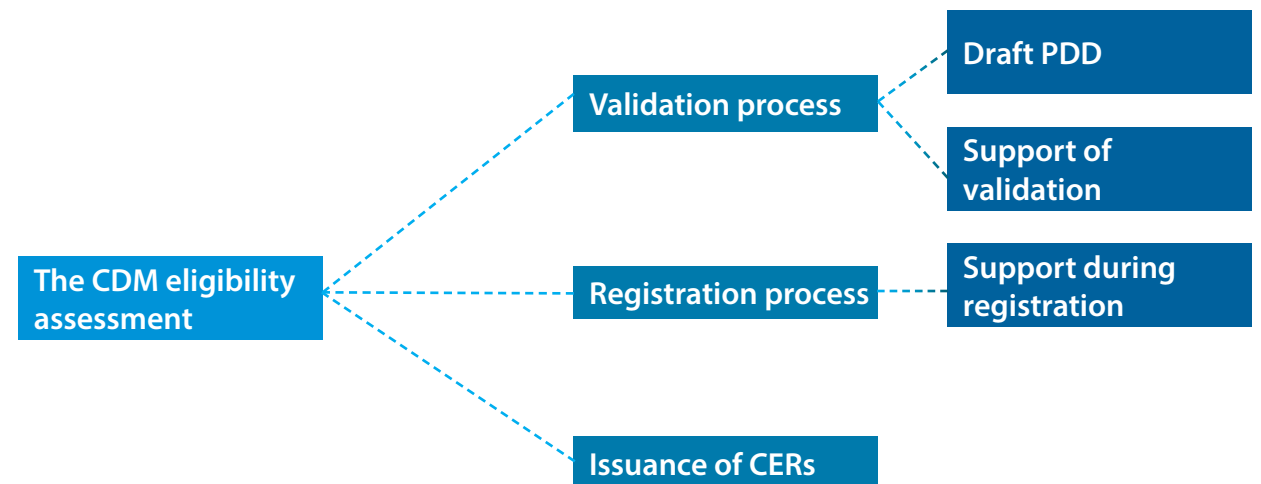 The CDM eligibility
assessment
Validation process
Draft PDD
Support of
validation
Registration process
Support during
registration
Issuance of CERs